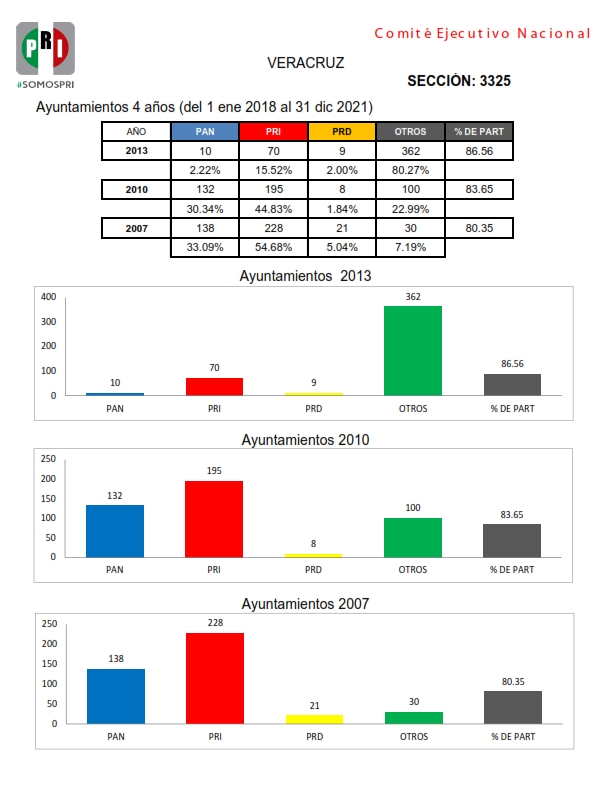 Comité Ejecutivo Nacional
PRI
#SOMOSPRI
VERACRUZ
SECCIÓN: 3325
Ayuntamientos 4 años (del 1 ene 2018 al 31 dic 2021)
AÑO PAN PRI PRD OTROS % DE PART
2013 10 70 9 362 86.56
2.22% 15.52% 2.00% 80.27%
2010 132 195 8 100 83.65
30.34% 44.83% 1.84% 22.99%
2007 138 228 21 30 80.35
33.09% 54.68% 5.04% 7.19%
Ayuntamientos 2013
400
300
200
100
0
10 70 9 362 86.56
PAN PRI PRD OTROS % DE PART
Ayuntamientos 2010
250
200
150
100
50
0
132 195 8 100 83.65
PAN PRI PRD OTROS % DE PART
Ayuntamientos 2007
250
200
150
100
50
0
138 228 21 30 80.35
PAN PRI PRD OTROS % DE PART